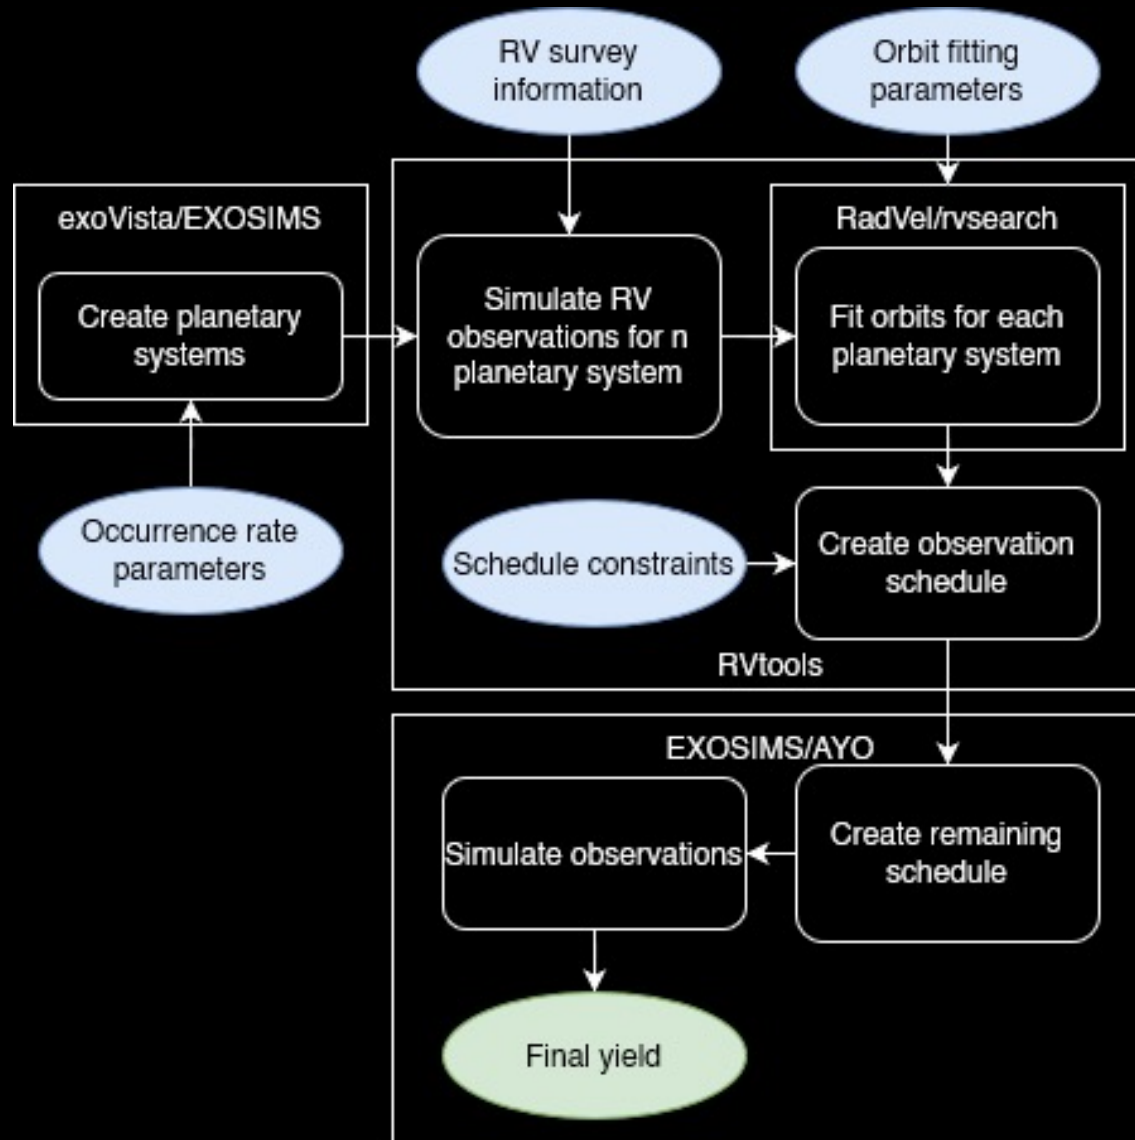 RV survey
information
Orbit fitting
parameters
exoVista/EXOSIMS
Create planetary
systems
Occurrence rate
parameters
Simulate RV
observations for n
planetary system
RadVel/rvsearch
Fit orbits for each
planetary system
Schedule constraints
Create observation
schedule
RVtools
EXOSIMS/AYO
Simulate observations
Create remaining
schedule
Final yield